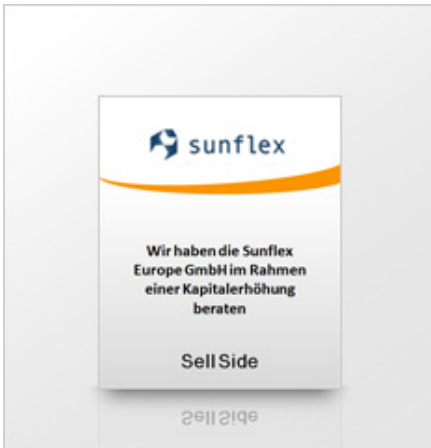 sunflex
Wir haben die Sunflex
Europe GmbH im Rahmen
einer Kapitalerhöhung
beraten
Sell Side